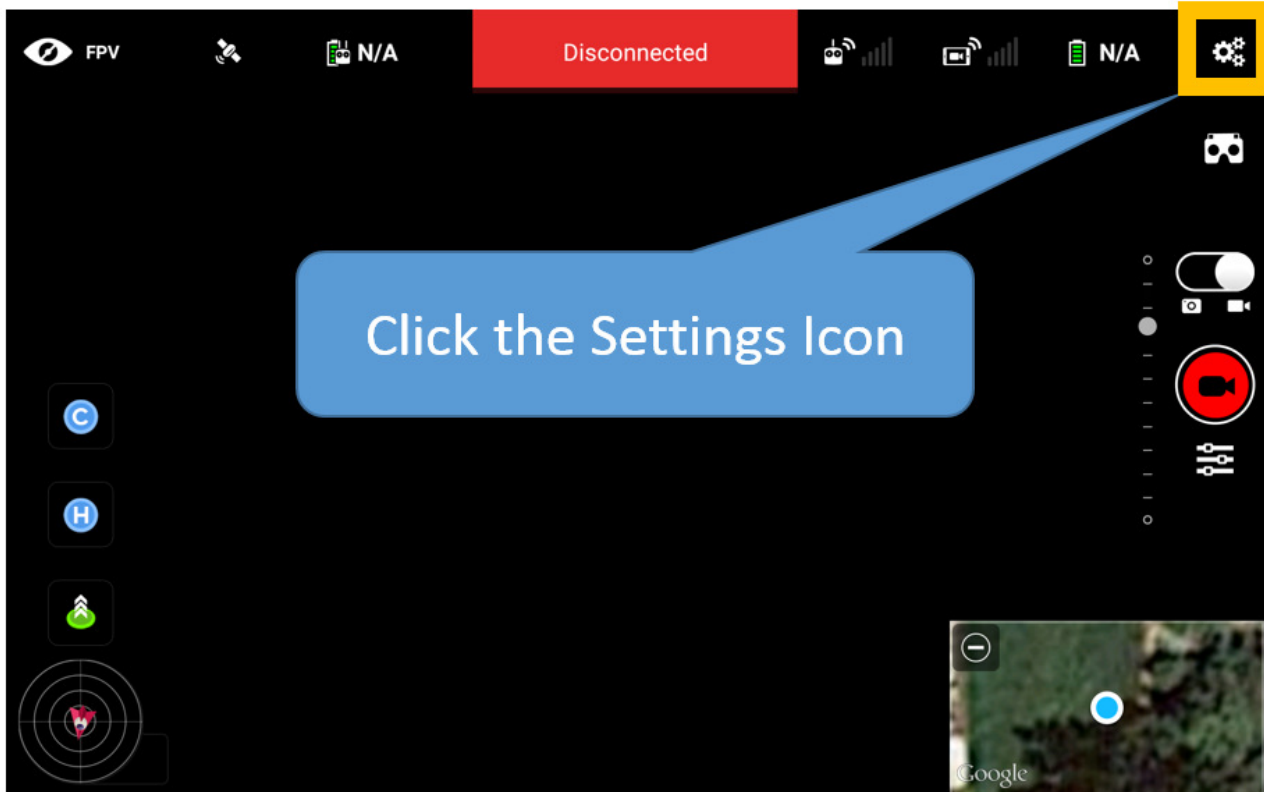 FPV
N/A
Disconnected
N/A
Click the Settings Icon
C
H
Google